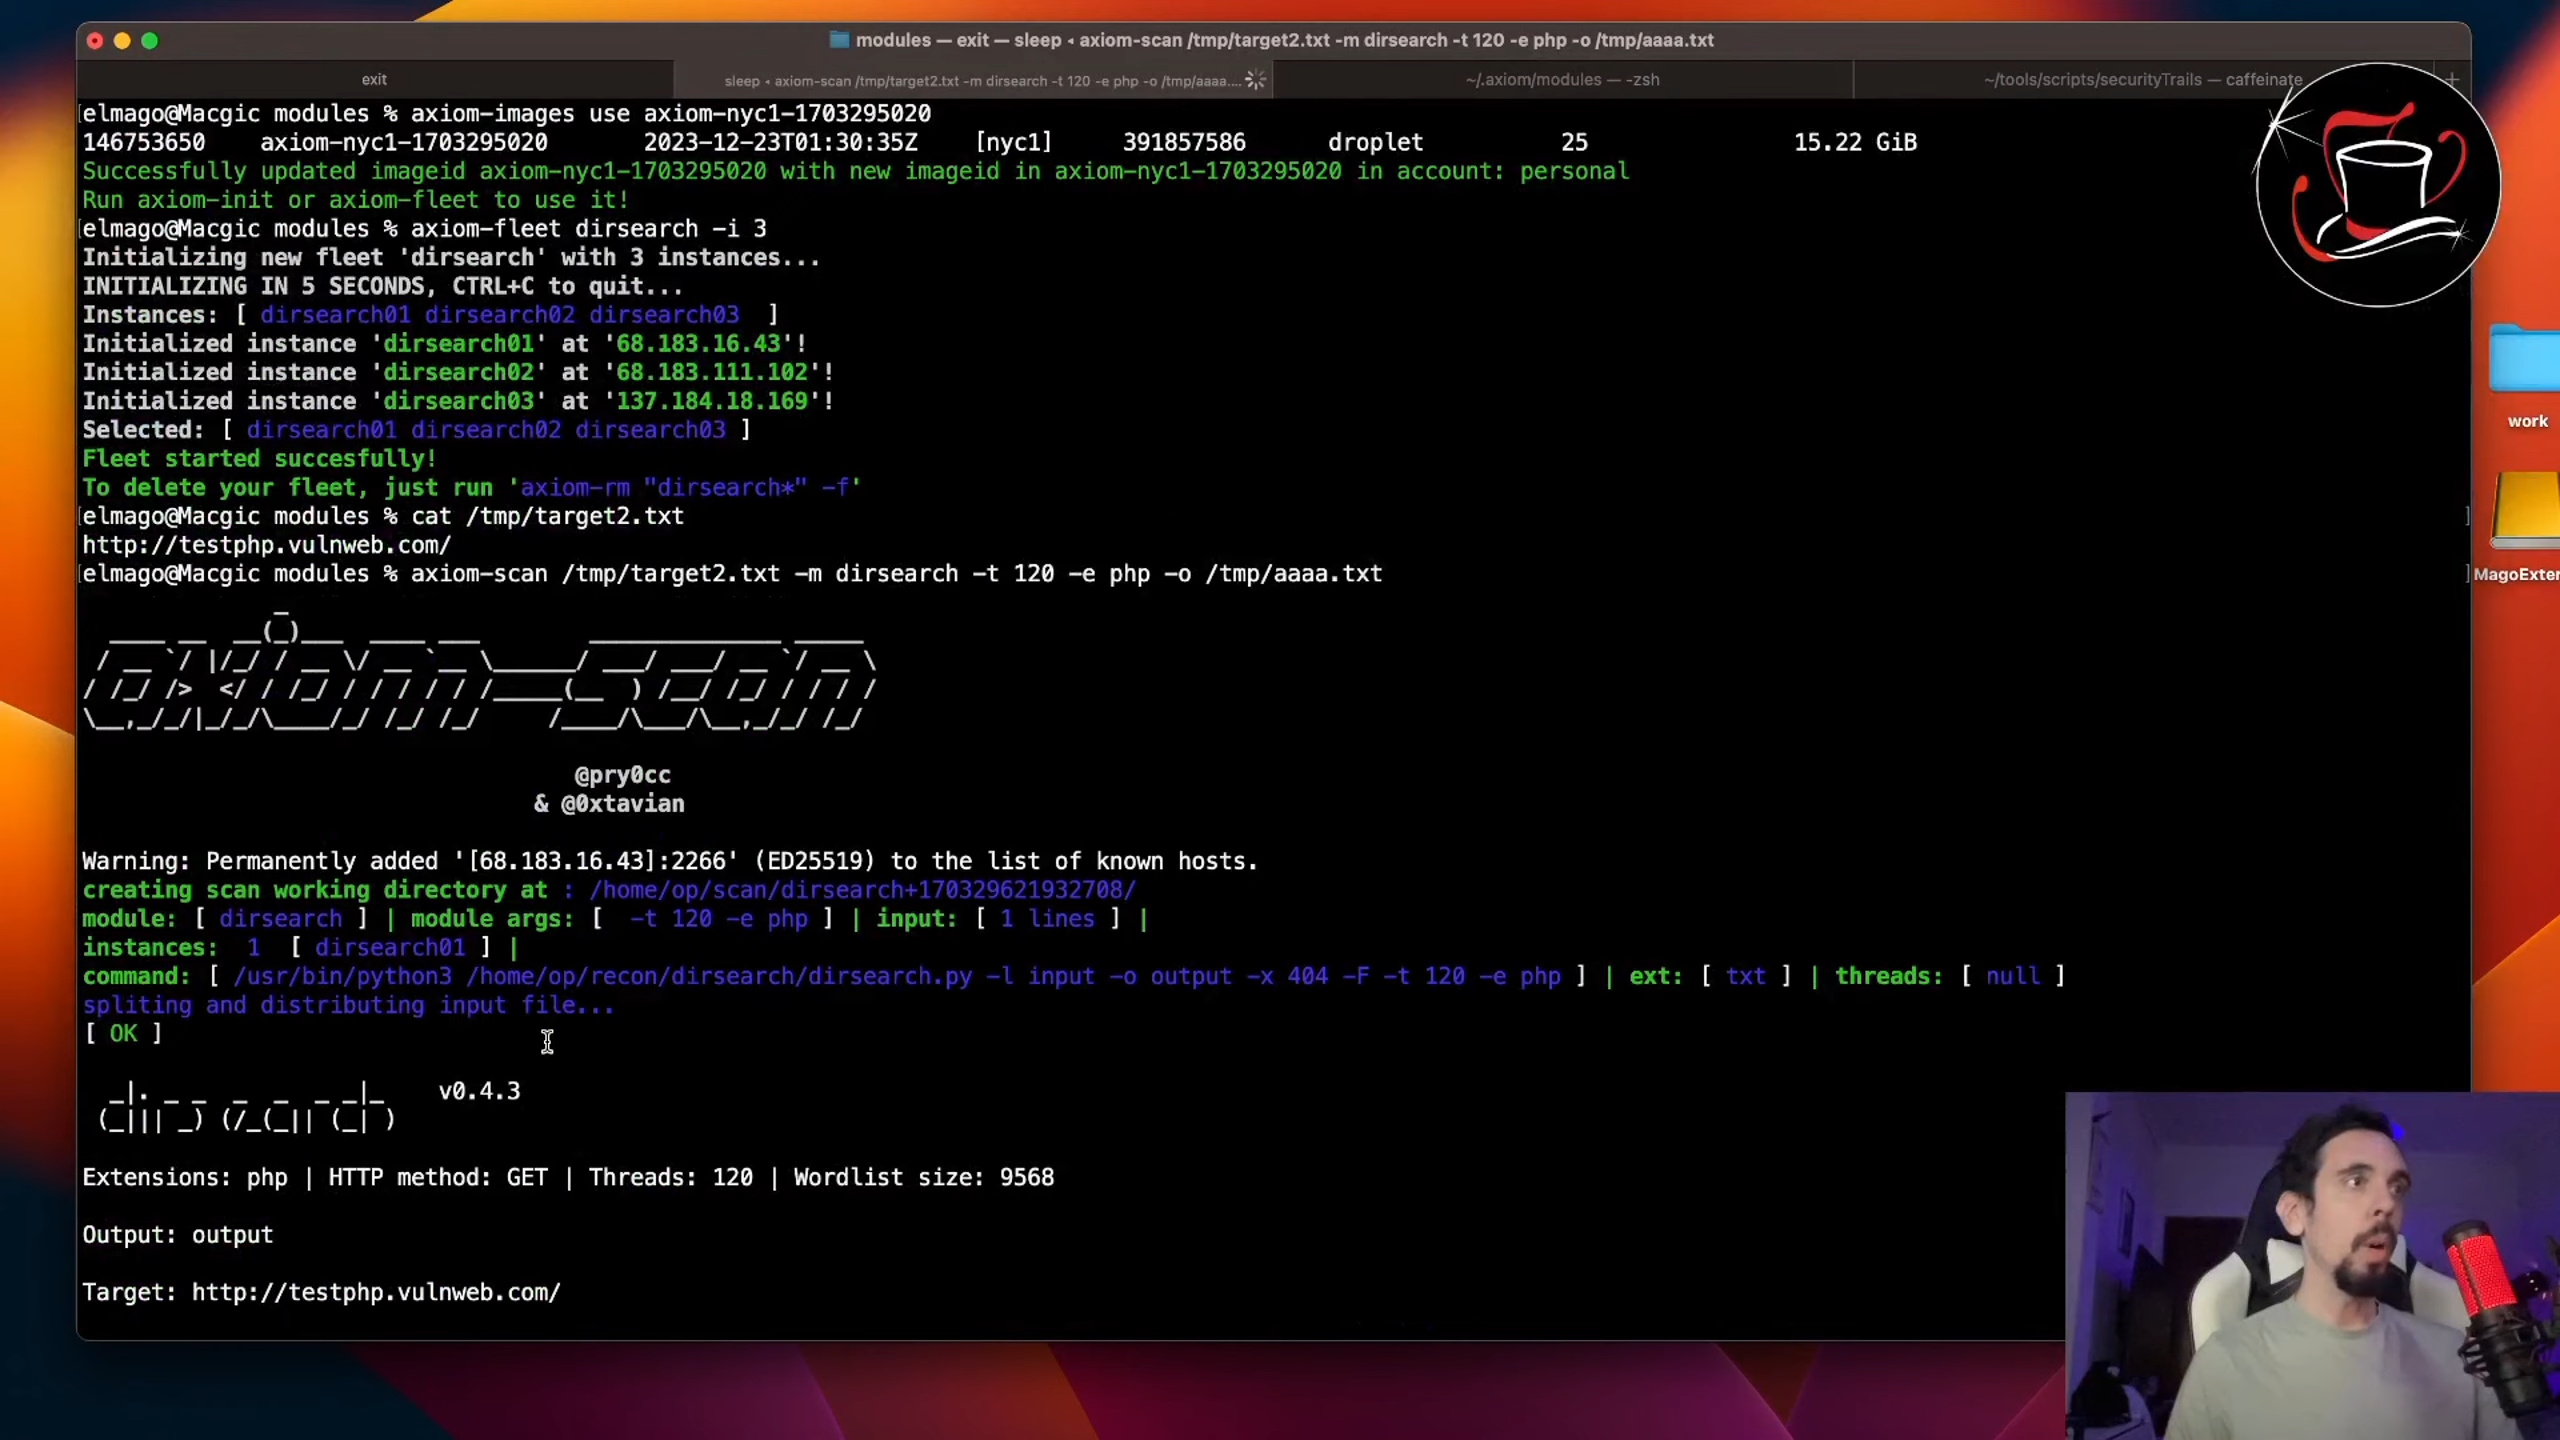 modules — exit — sleep ◂ axiom-scan /tmp/target2.txt -m dirsearch -t 120 -e php -o /tmp/aaaa.txt
exit
sleep ◂ axiom-scan /tmp/target2.txt -m dirsearch -t 120 -e php -o /tmp/aaaa....
~/.axiom/modules — -zsh
~/tools/scripts/securityTrails — caffeinate
elmago@Macgic modules % axiom-images use axiom-nyc1-1703295020
146753650 axiom-nyc1-1703295020 2023-12-23T01:30:35Z [nyc1] 391857586 droplet 25 15.22 GiB
Successfully updated imageid axiom-nyc1-1703295020 with new imageid in axiom-nyc1-1703295020 in account: personal
Run axiom-init or axiom-fleet to use it!
elmago@Macgic modules % axiom-fleet dirsearch -i 3
Initializing new fleet 'dirsearch' with 3 instances...
INITIALIZING IN 5 SECONDS, CTRL+C to quit...
Instances: [ dirsearch01 dirsearch02 dirsearch03 ]
Initialized instance 'dirsearch01' at '68.183.16.43'!
Initialized instance 'dirsearch02' at '68.183.111.102'!
Initialized instance 'dirsearch03' at '137.184.18.169'!
Selected: [ dirsearch01 dirsearch02 dirsearch03 ]
Fleet started succesfully!
To delete your fleet, just run 'axiom-rm "dirsearch*" -f'
elmago@Macgic modules % cat /tmp/target2.txt
http://testphp.vulnweb.com/
elmago@Macgic modules % axiom-scan /tmp/target2.txt -m dirsearch -t 120 -e php -o /tmp/aaaa.txt
axiom-scan
@pry0cc
& @0xtavian
Warning: Permanently added '[68.183.16.43]:2266' (ED25519) to the list of known hosts.
creating scan working directory at : /home/op/scan/dirsearch+170329621932708/
module: [ dirsearch ] | module args: [ -t 120 -e php ] | input: [ 1 lines ] |
instances: 1 [ dirsearch01 ] |
command: [ /usr/bin/python3 /home/op/recon/dirsearch/dirsearch.py -l input -o output -x 404 -F -t 120 -e php ] | ext: [ txt ] | threads: [ null ]
spliting and distributing input file...
[ OK ]
dirsearch v0.4.3
Extensions: php | HTTP method: GET | Threads: 120 | Wordlist size: 9568
Output: output
Target: http://testphp.vulnweb.com/
work
MagoExter